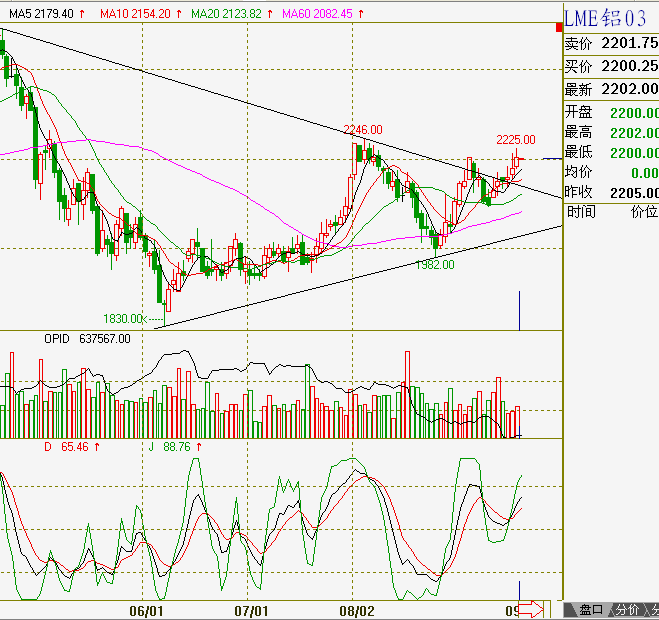 MA5 2179.40 ↑ MA10 2154.20 ↑ MA20 2123.82 ↑ MA60 2082.45 ↑
LME铝03
卖价 2201.75
买价 2200.25
最新 2202.00
开盘 2200.00
最高 2202.00
最低 2200.00
均价 0.00
昨收 2205.00
时间 价位
2246.00
2225.00
1982.00
1830.00
OPID 637567.00
D 65.46 ↑ J 88.76 ↑
06/01 07/01 08/02 09
盘口 分价